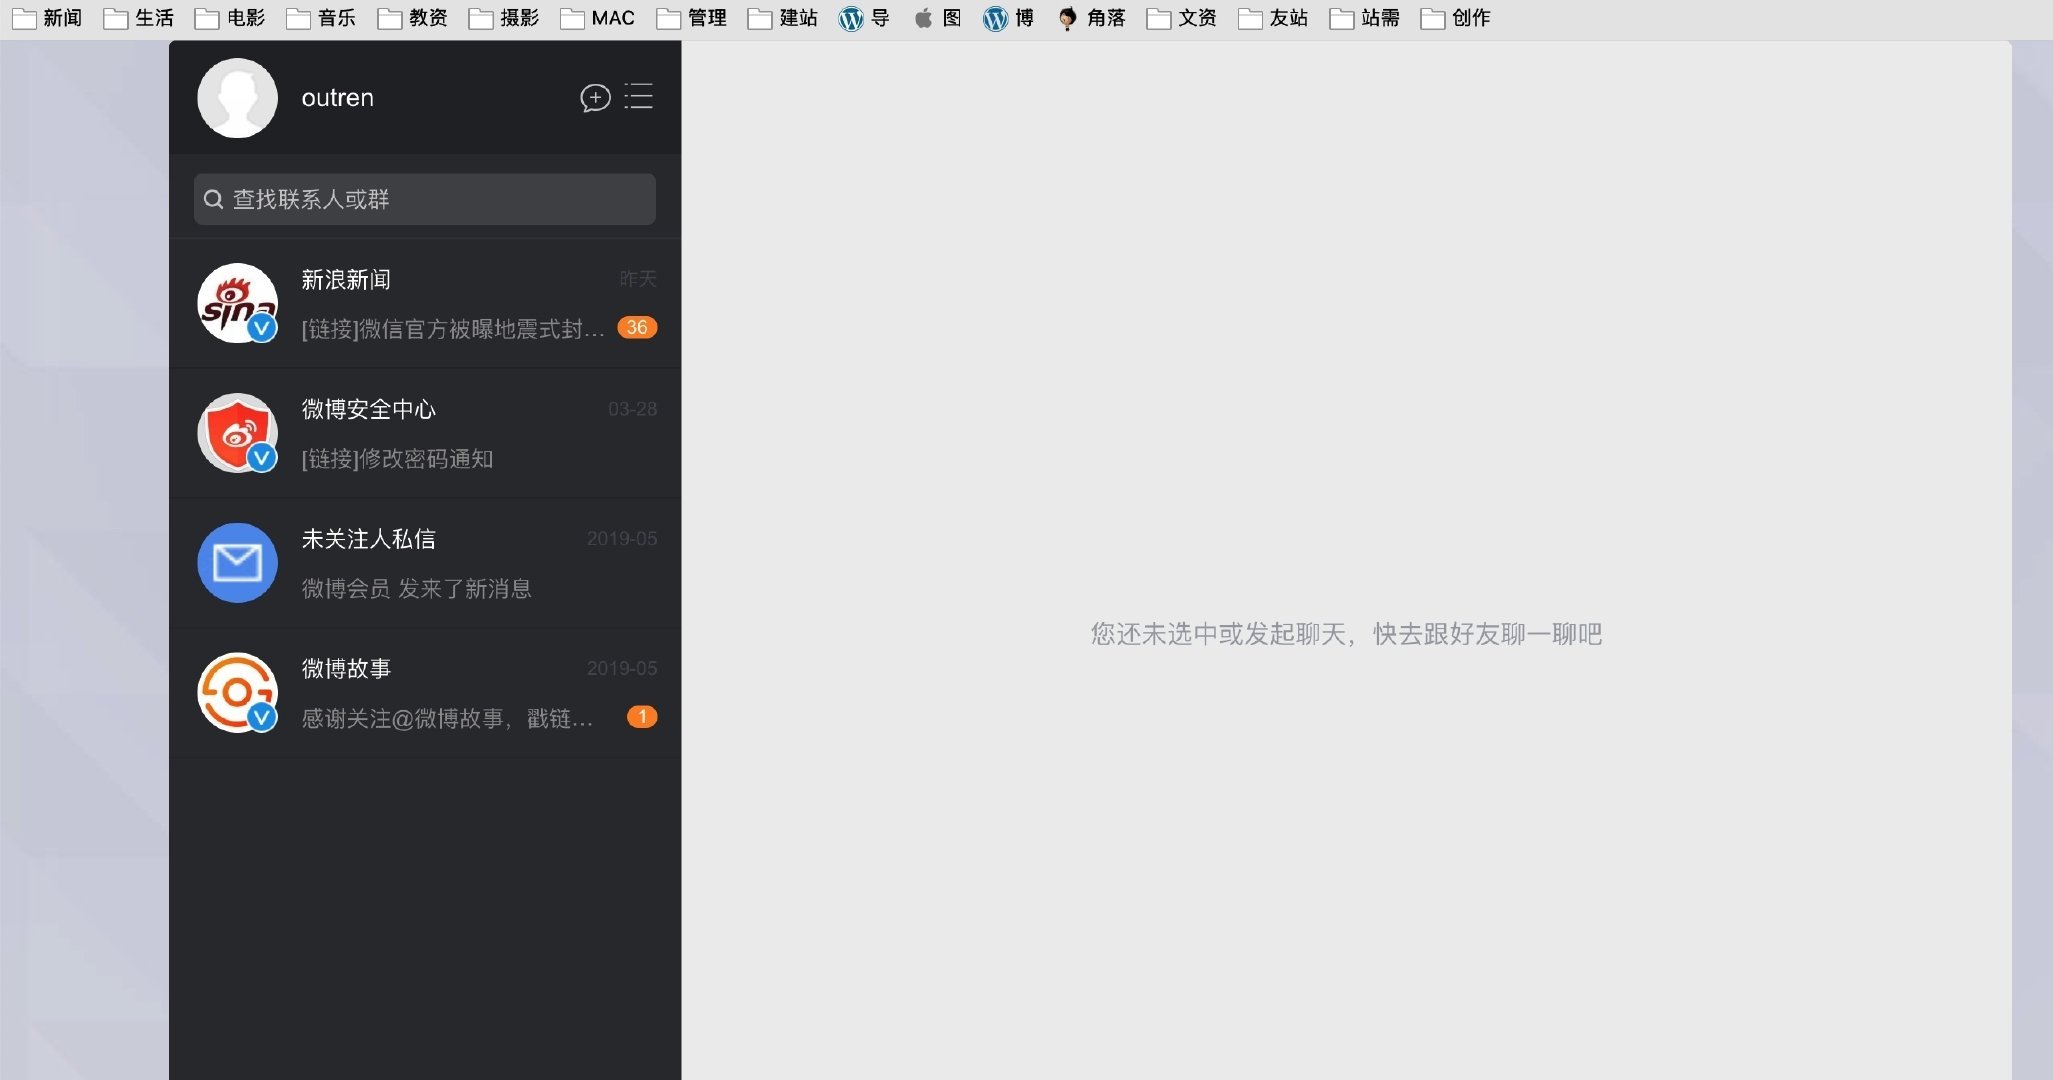 新闻 生活 电影 音乐 教资 摄影 MAC 管理 建站 导 图 博 角落 文资 友站 站需 创作
outren
查找联系人或群
新浪新闻 昨天
[链接]微信官方被曝地震式封... 36
sina
微博安全中心 03-28
[链接]修改密码通知
未关注人私信 2019-05
微博会员 发来了新消息
微博故事 2019-05
感谢关注@微博故事，戳链... 1
您还未选中或发起聊天，快去跟好友聊一聊吧